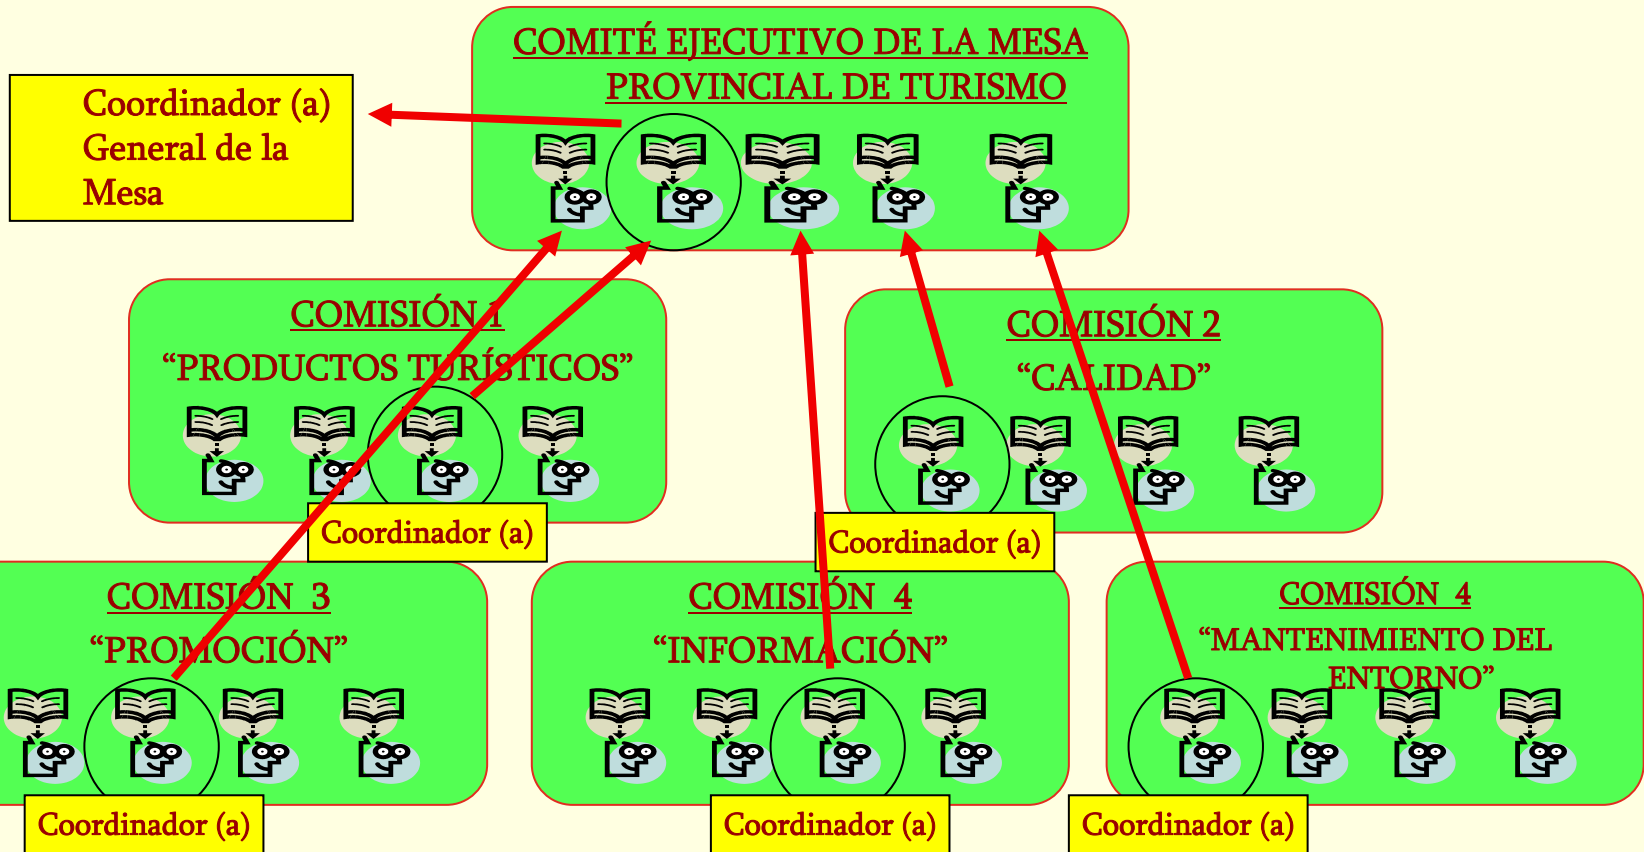 COMITÉ EJECUTIVO DE LA MESA
PROVINCIAL DE TURISMO
Coordinador (a)
General de la
Mesa
COMISIÓN 1
“PRODUCTOS TURÍSTICOS”
Coordinador (a)
COMISIÓN 2
“CALIDAD”
Coordinador (a)
COMISIÓN 3
“PROMOCIÓN”
Coordinador (a)
COMISIÓN 4
“INFORMACIÓN”
Coordinador (a)
COMISIÓN 4
“MANTENIMIENTO DEL
ENTORNO”
Coordinador (a)